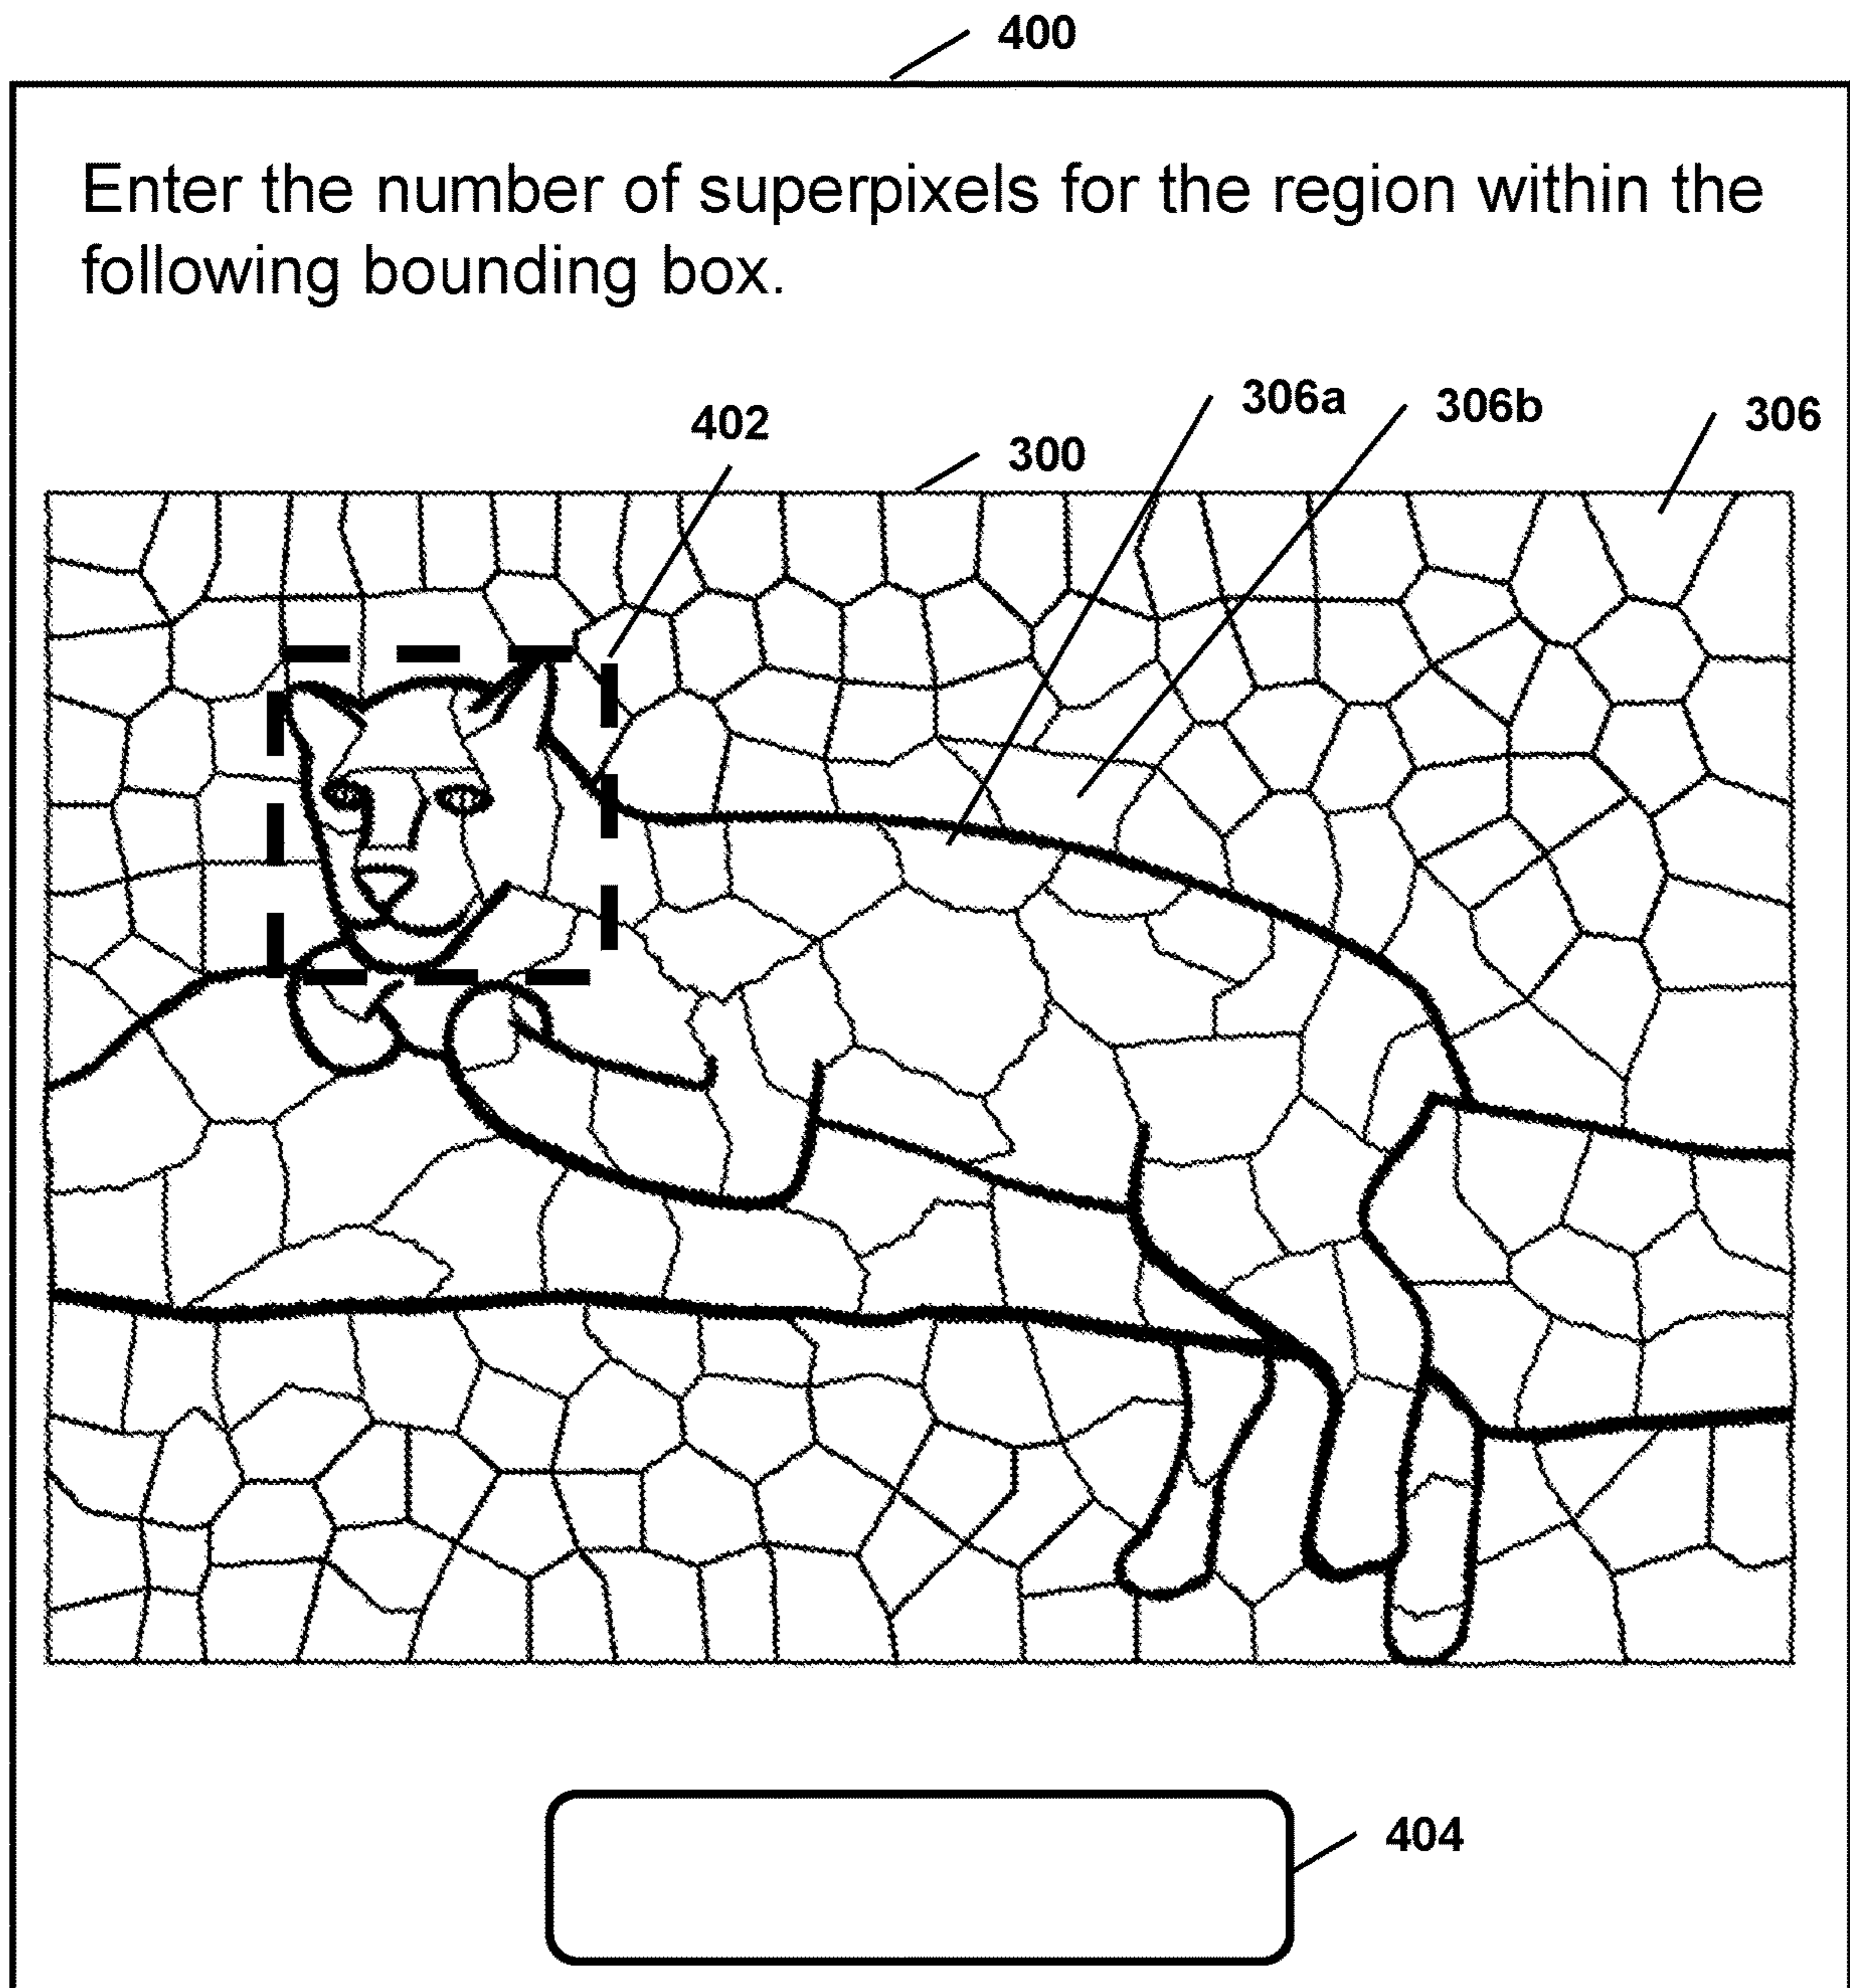 400
Enter the number of superpixels for the region within the
following bounding box.
306a
306b
306
402
300
404